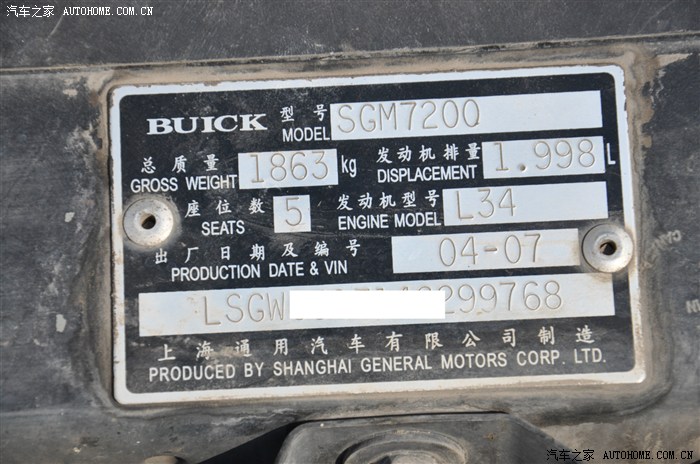 汽车之家 AUTOHOME.COM.CN
BUICK 型号 MODEL SGM7200
总质量 GROSS WEIGHT 1863 kg 发动机排量 DISPLACEMENT 1.998 L
座位数 SEATS 5 发动机型号 ENGINE MODEL L34
出厂日期及编号 PRODUCTION DATE & VIN 04-07
LSGW 299768
上海通用汽车有限公司制造
PRODUCED BY SHANGHAI GENERAL MOTORS CORP. LTD.
汽车之家 AUTOHOME.COM.CN